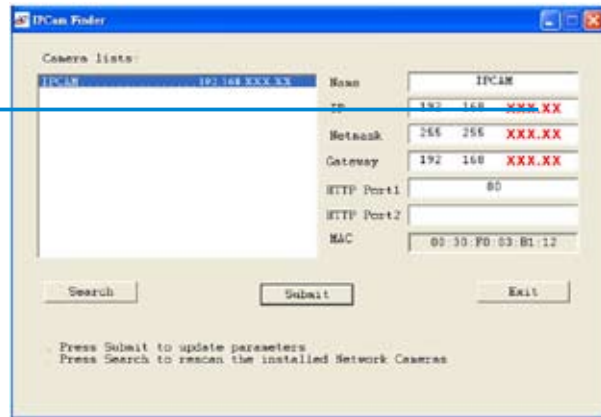 IPCam Finder
Camera lists:
IPCAM 192.168.XXX.XX
Name IPCAM
IP 192 168 XXX.XX
Netmask 255 255 XXX.XX
Gateway 192 168 XXX.XX
HTTP Port1 80
HTTP Port2
MAC 00:30:F0:03:B1:12
Search Submit Exit
. Press Submit to update parameters
. Press Search to rescan the installed Network Cameras